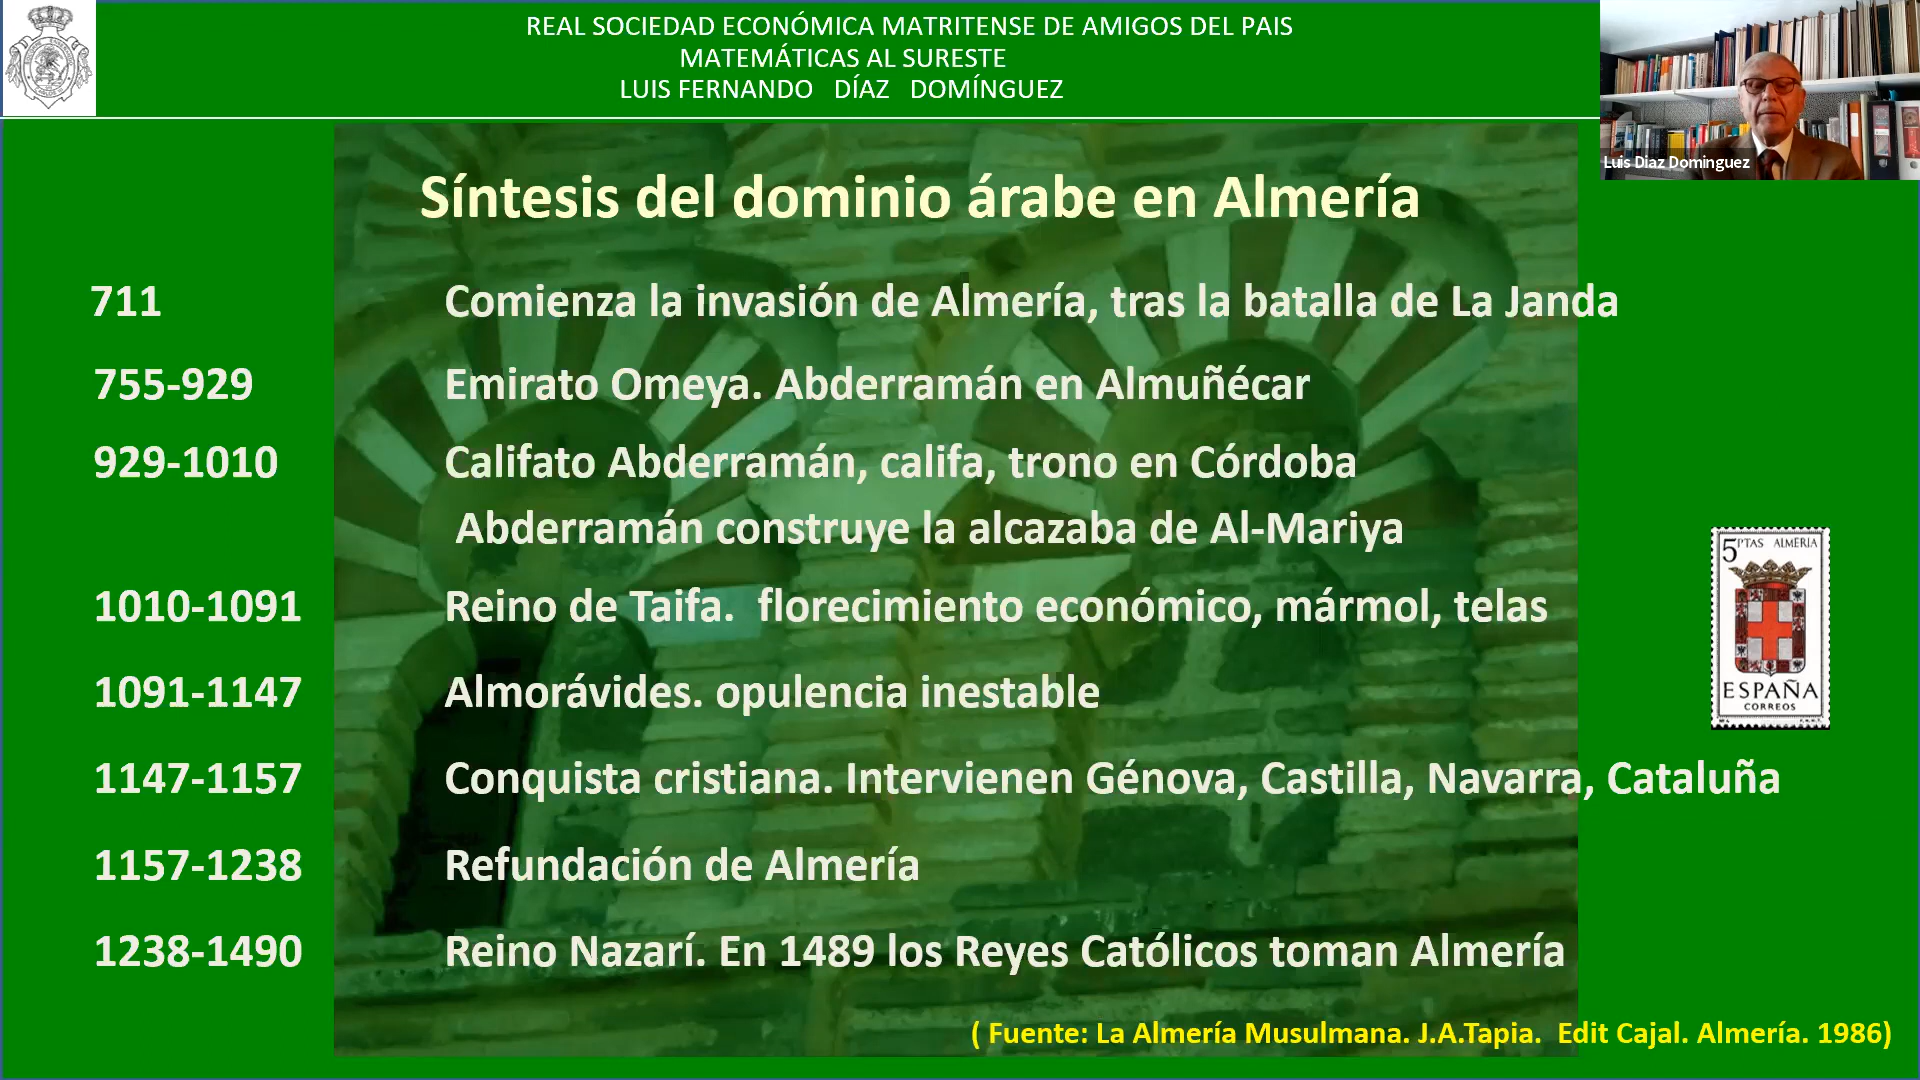 REAL SOCIEDAD ECONÓMICA MATRITENSE DE AMIGOS DEL PAIS
MATEMÁTICAS AL SURESTE
LUIS FERNANDO DÍAZ DOMÍNGUEZ
Luis Diaz Dominguez
Síntesis del dominio árabe en Almería
711 Comienza la invasión de Almería, tras la batalla de La Janda
755-929 Emirato Omeya. Abderramán en Almuñécar
929-1010 Califato Abderramán, califa, trono en Córdoba
Abderramán construye la alcazaba de Al-Mariya
1010-1091 Reino de Taifa. florecimiento económico, mármol, telas
1091-1147 Almorávides. opulencia inestable
1147-1157 Conquista cristiana. Intervienen Génova, Castilla, Navarra, Cataluña
1157-1238 Refundación de Almería
1238-1490 Reino Nazarí. En 1489 los Reyes Católicos toman Almería
5 PTAS ALMERIA
ESPAÑA
CORREOS
( Fuente: La Almería Musulmana. J.A.Tapia. Edit Cajal. Almería. 1986)